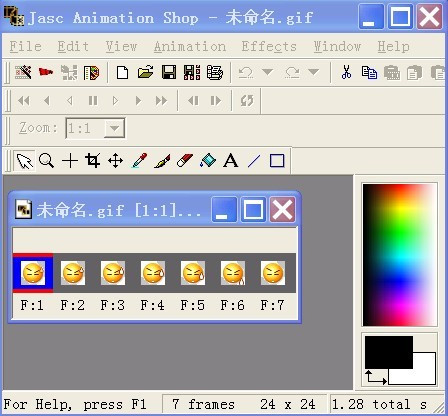 Jasc Animation Shop - 未命名.gif
File Edit View Animation Effects Window Help
Zoom: 1:1
A
未命名.gif [1:1]...
F:1 F:2 F:3 F:4 F:5 F:6 F:7
For Help, press F1 7 frames 24 x 24 1.28 total s